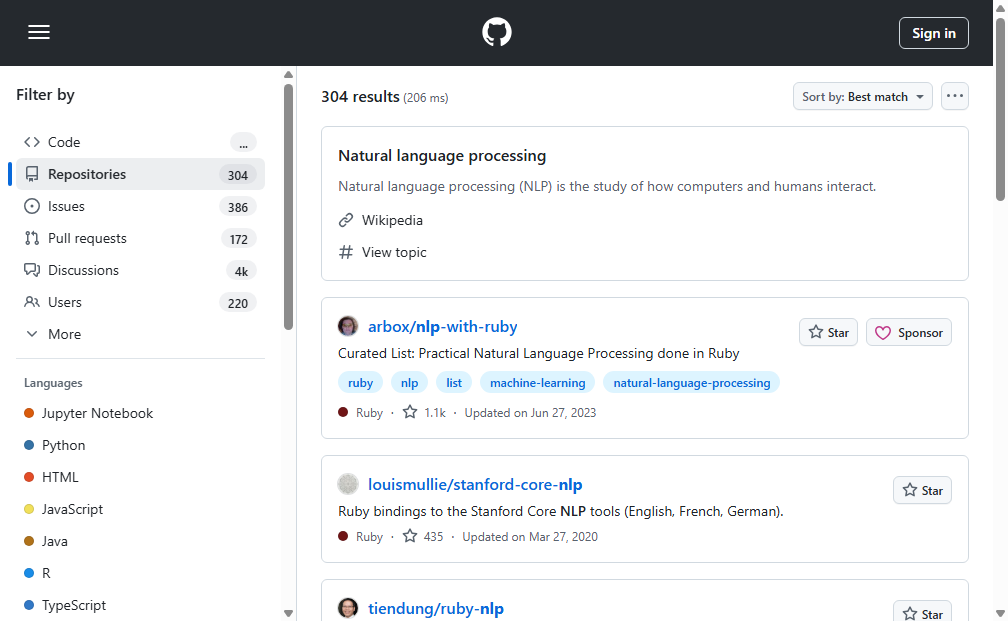 Sign in
Filter by
Code ...
Repositories 304
Issues 386
Pull requests 172
Discussions 4k
Users 220
More
Languages
Jupyter Notebook
Python
HTML
JavaScript
Java
R
TypeScript
304 results (206 ms)
Sort by: Best match
Natural language processing
Natural language processing (NLP) is the study of how computers and humans interact.
Wikipedia
View topic
arbox/nlp-with-ruby
Star Sponsor
Curated List: Practical Natural Language Processing done in Ruby
ruby nlp list machine-learning natural-language-processing
Ruby · 1.1k · Updated on Jun 27, 2023
louismullie/stanford-core-nlp
Star
Ruby bindings to the Stanford Core NLP tools (English, French, German).
Ruby · 435 · Updated on Mar 27, 2020
tiendung/ruby-nlp
Star